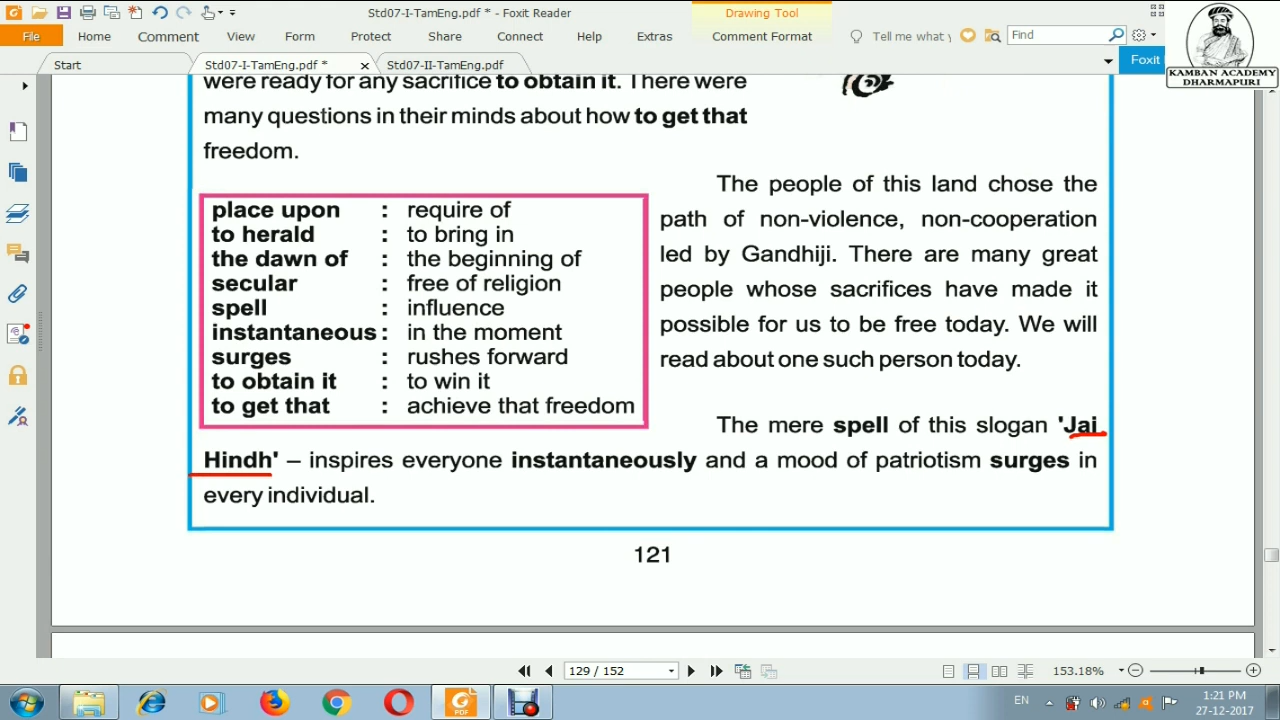 Std07-I-TamEng.pdf * - Foxit Reader
Drawing Tool
File Home Comment View Form Protect Share Connect Help Extras Comment Format Tell me what y Find
Start Std07-I-TamEng.pdf * Std07-II-TamEng.pdf Foxit
KAMBAN ACADEMY
DHARMAPURI
were ready for any sacrifice to obtain it. There were
many questions in their minds about how to get that
freedom.
place upon : require of
to herald : to bring in
the dawn of : the beginning of
secular : free of religion
spell : influence
instantaneous : in the moment
surges : rushes forward
to obtain it : to win it
to get that : achieve that freedom
The people of this land chose the
path of non-violence, non-cooperation
led by Gandhiji. There are many great
people whose sacrifices have made it
possible for us to be free today. We will
read about one such person today.
The mere spell of this slogan 'Jai
Hindh' – inspires everyone instantaneously and a mood of patriotism surges in
every individual.
121
129 / 152
153.18%
PDF
EN
1:21 PM
27-12-2017